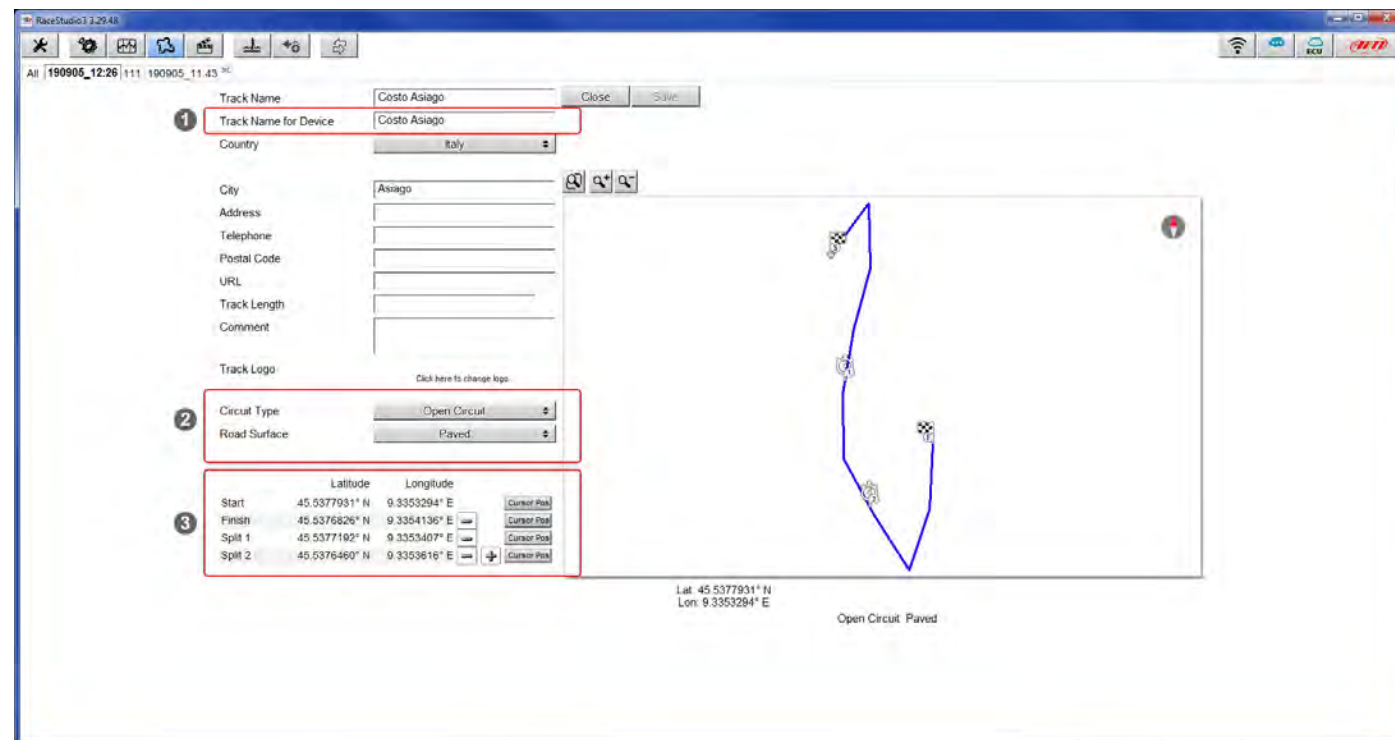 RaceStudio3 3.29.48
ECU
All 190905_12:26 111 190905_11.43
Track Name Costo Asiago Close Save
1 Track Name for Device Costo Asiago
Country Italy
City Asiago
Address
Telephone
Postal Code
URL
Track Length
Comment
Track Logo Click here to change logo
2 Circuit Type Open Circuit
Road Surface Paved
Latitude Longitude
3 Start 45.5377931° N 9.3353294° E Cursor Pos
Finish 45.5376826° N 9.3354136° E Cursor Pos
Split 1 45.5377192° N 9.3353407° E Cursor Pos
Split 2 45.5376460° N 9.3353616° E Cursor Pos
Lat: 45.5377931° N
Lon: 9.3353294° E
Open Circuit Paved